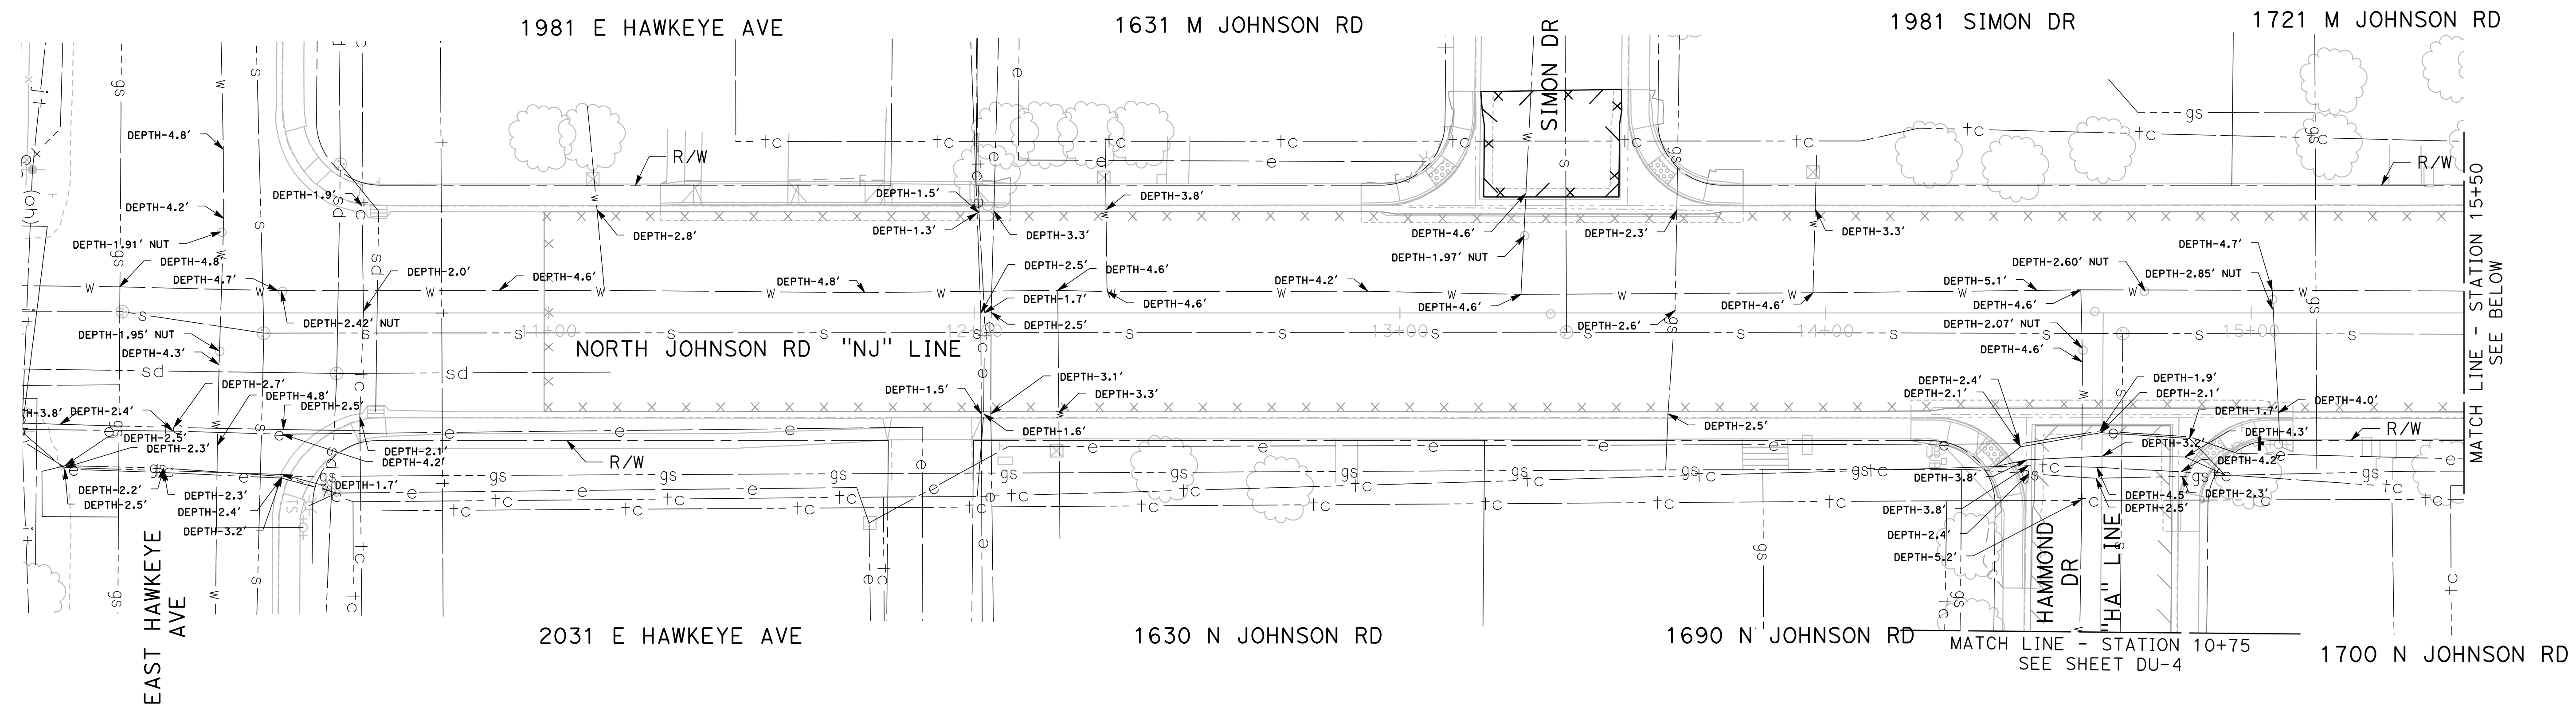 1981 E HAWKEYE AVE
1631 M JOHNSON RD
SIMON DR
1981 SIMON DR
1721 M JOHNSON RD
DEPTH-4.8'
DEPTH-4.2'
DEPTH-1.9'
DEPTH-1.91' NUT
DEPTH-4.8'
DEPTH-4.7'
DEPTH-2.0'
DEPTH-4.6'
DEPTH-2.42' NUT
DEPTH-1.95' NUT
DEPTH-4.3'
R/W
DEPTH-2.8'
DEPTH-1.5'
DEPTH-1.3'
DEPTH-3.3'
DEPTH-3.8'
DEPTH-4.8'
DEPTH-2.5'
DEPTH-4.6'
DEPTH-1.7'
DEPTH-4.6'
DEPTH-2.5'
DEPTH-4.2'
DEPTH-4.6'
DEPTH-1.97' NUT
DEPTH-4.6'
DEPTH-2.3'
DEPTH-2.6'
DEPTH-3.3'
DEPTH-4.6'
DEPTH-5.1'
DEPTH-4.6'
DEPTH-2.60' NUT
DEPTH-4.7'
DEPTH-2.85' NUT
DEPTH-2.07' NUT
DEPTH-4.6'
R/W
MATCH LINE - STATION 15+50
SEE BELOW
11+00
12+00
13+00
14+00
15+00
NORTH JOHNSON RD "NJ" LINE
DEPTH-2.7'
DEPTH-4.8'
DEPTH-2.5'
TH-3.8'
DEPTH-2.4'
DEPTH-2.5'
DEPTH-2.3'
DEPTH-2.1'
DEPTH-4.2'
DEPTH-2.2'
DEPTH-2.5'
DEPTH-2.3'
DEPTH-2.4'
DEPTH-3.2'
DEPTH-1.7'
R/W
DEPTH-1.5'
DEPTH-3.1'
DEPTH-3.3'
DEPTH-1.6'
DEPTH-2.5'
DEPTH-2.4'
DEPTH-2.1'
DEPTH-1.9'
DEPTH-2.1'
DEPTH-1.7'
DEPTH-4.0'
DEPTH-4.3'
DEPTH-3.2'
DEPTH-4.2'
R/W
DEPTH-3.8'
DEPTH-4.5'
DEPTH-2.3'
DEPTH-2.5'
DEPTH-3.8'
DEPTH-2.4'
DEPTH-5.2'
EAST HAWKEYE
AVE
2031 E HAWKEYE AVE
1630 N JOHNSON RD
1690 N JOHNSON RD
HAMMOND
DR
"HA" LINE
MATCH LINE - STATION 10+75
SEE SHEET DU-4
1700 N JOHNSON RD